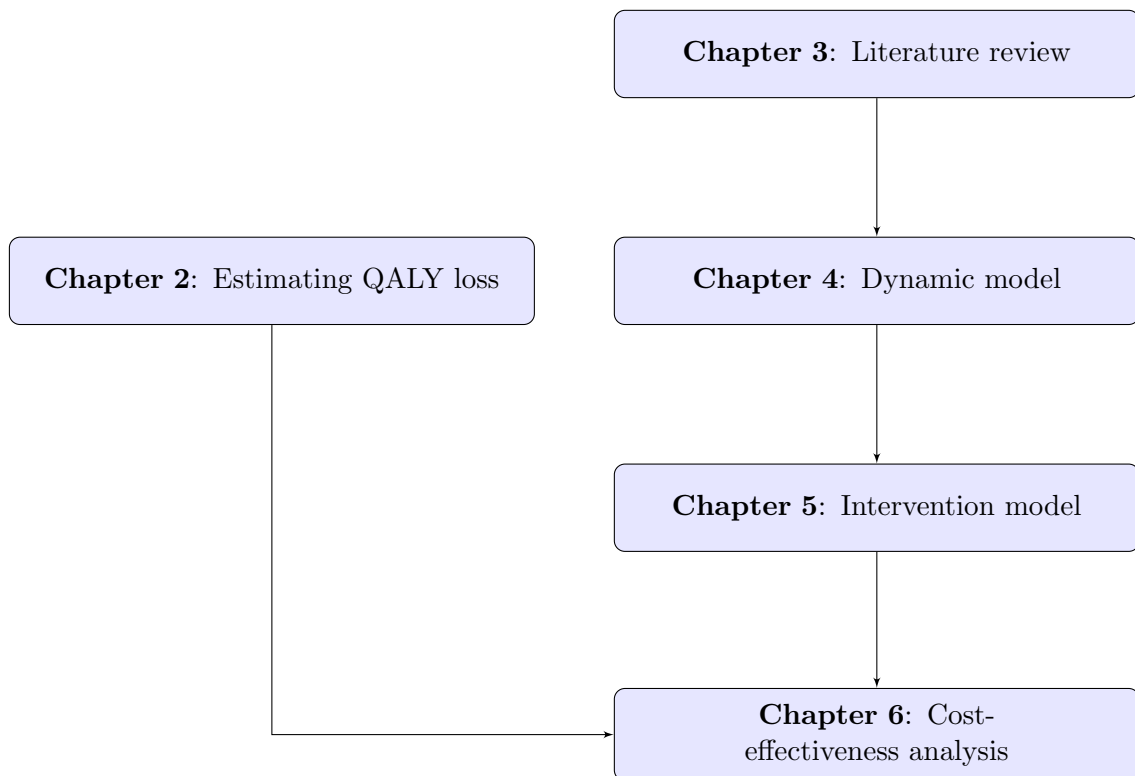 Chapter 3: Literature review
Chapter 2: Estimating QALY loss
Chapter 4: Dynamic model
Chapter 5: Intervention model
Chapter 6: Cost-
effectiveness analysis